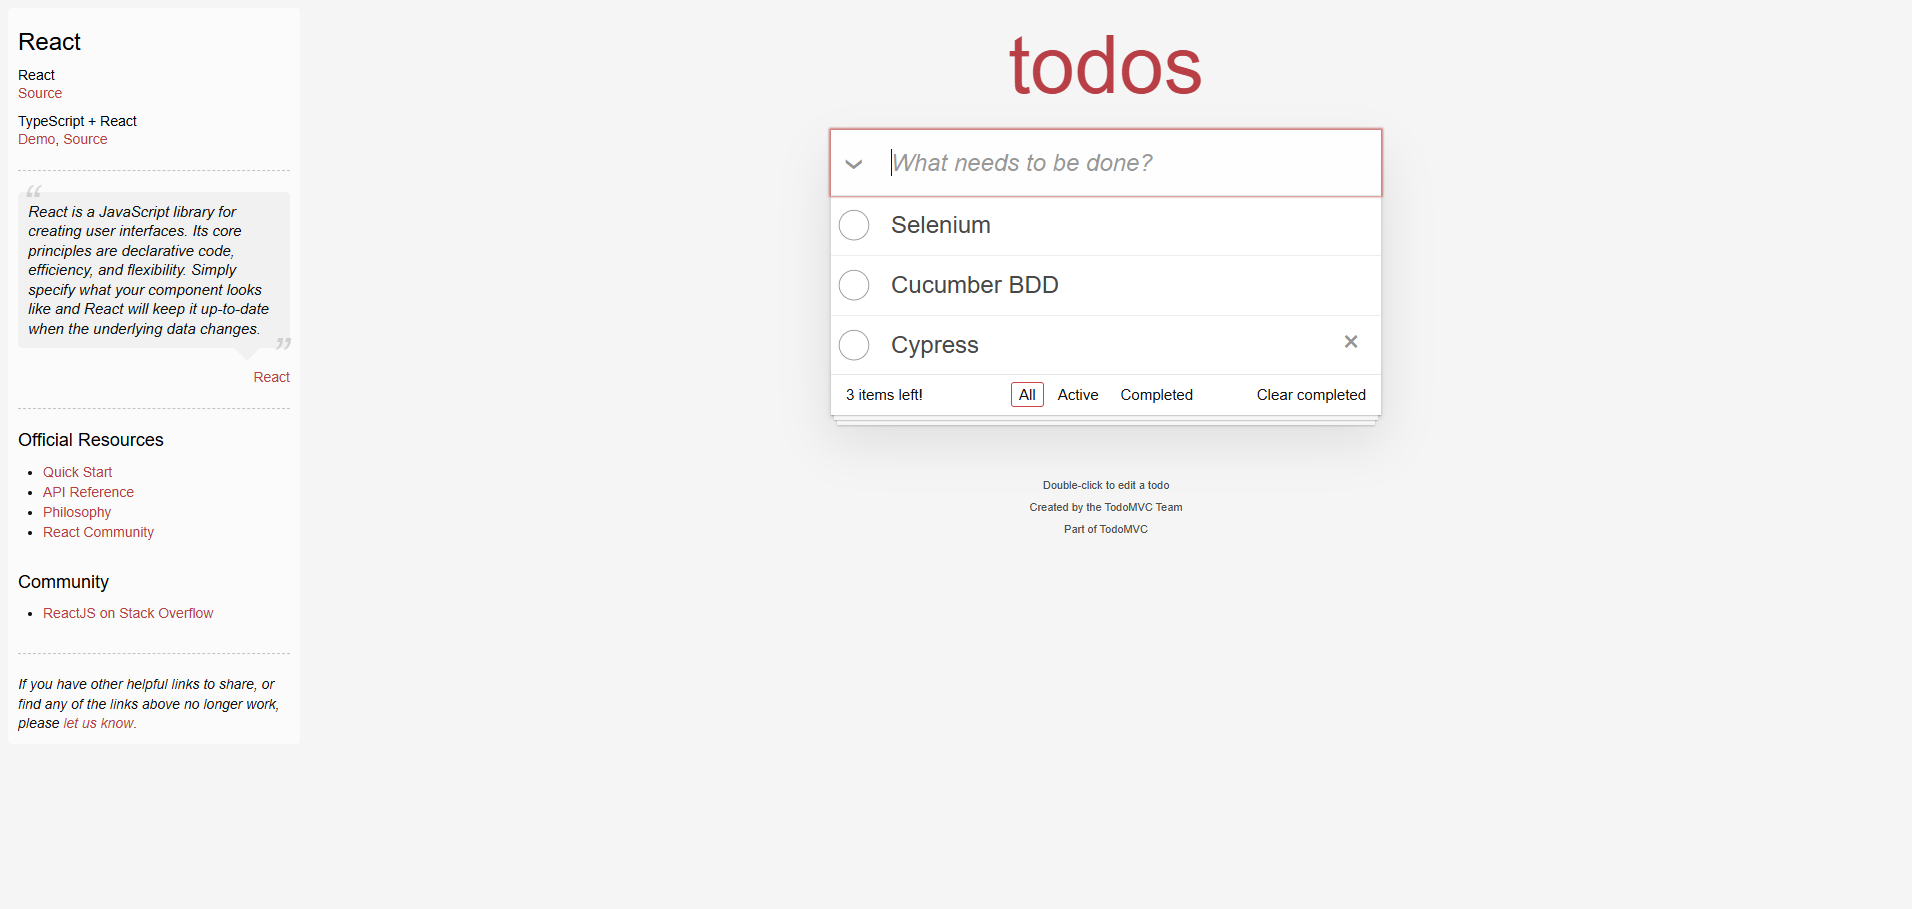 React
React
Source
TypeScript + React
Demo, Source
“
React is a JavaScript library for
creating user interfaces. Its core
principles are declarative code,
efficiency, and flexibility. Simply
specify what your component looks
like and React will keep it up-to-date
when the underlying data changes.
”
React
Official Resources
• Quick Start
• API Reference
• Philosophy
• React Community
Community
• ReactJS on Stack Overflow
If you have other helpful links to share, or
find any of the links above no longer work,
please let us know.
todos
What needs to be done?
Selenium
Cucumber BDD
Cypress ×
3 items left! All Active Completed Clear completed
Double-click to edit a todo
Created by the TodoMVC Team
Part of TodoMVC